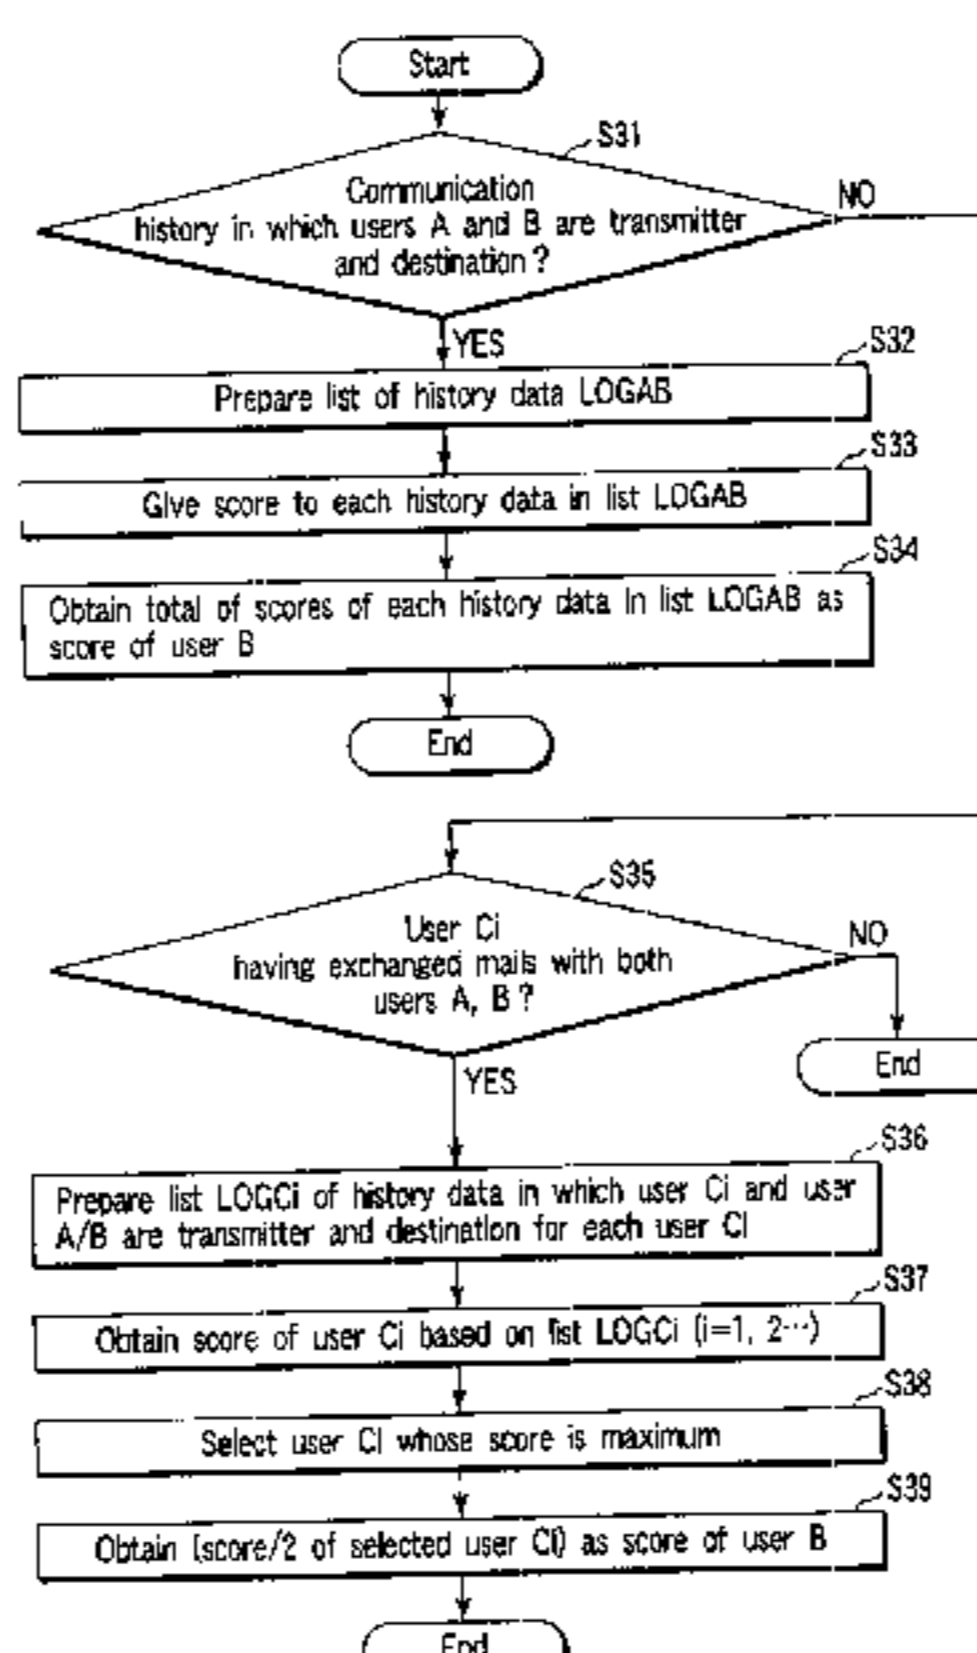 Start
S31
Communication
history in which users A and B are transmitter
and destination?
NO
YES
S32
Prepare list of history data LOGAB
S33
Give score to each history data in list LOGAB
S34
Obtain total of scores of each history data in list LOGAB as
score of user B
End
S35
User Ci
having exchanged mails with both
users A, B?
NO
End
YES
S36
Prepare list LOGCi of history data in which user Ci and user
A/B are transmitter and destination for each user Ci
S37
Obtain score of user Ci based on list LOGCi (i=1, 2···)
S38
Select user Ci whose score is maximum
S39
Obtain (score/2 of selected user Ci) as score of user B
End